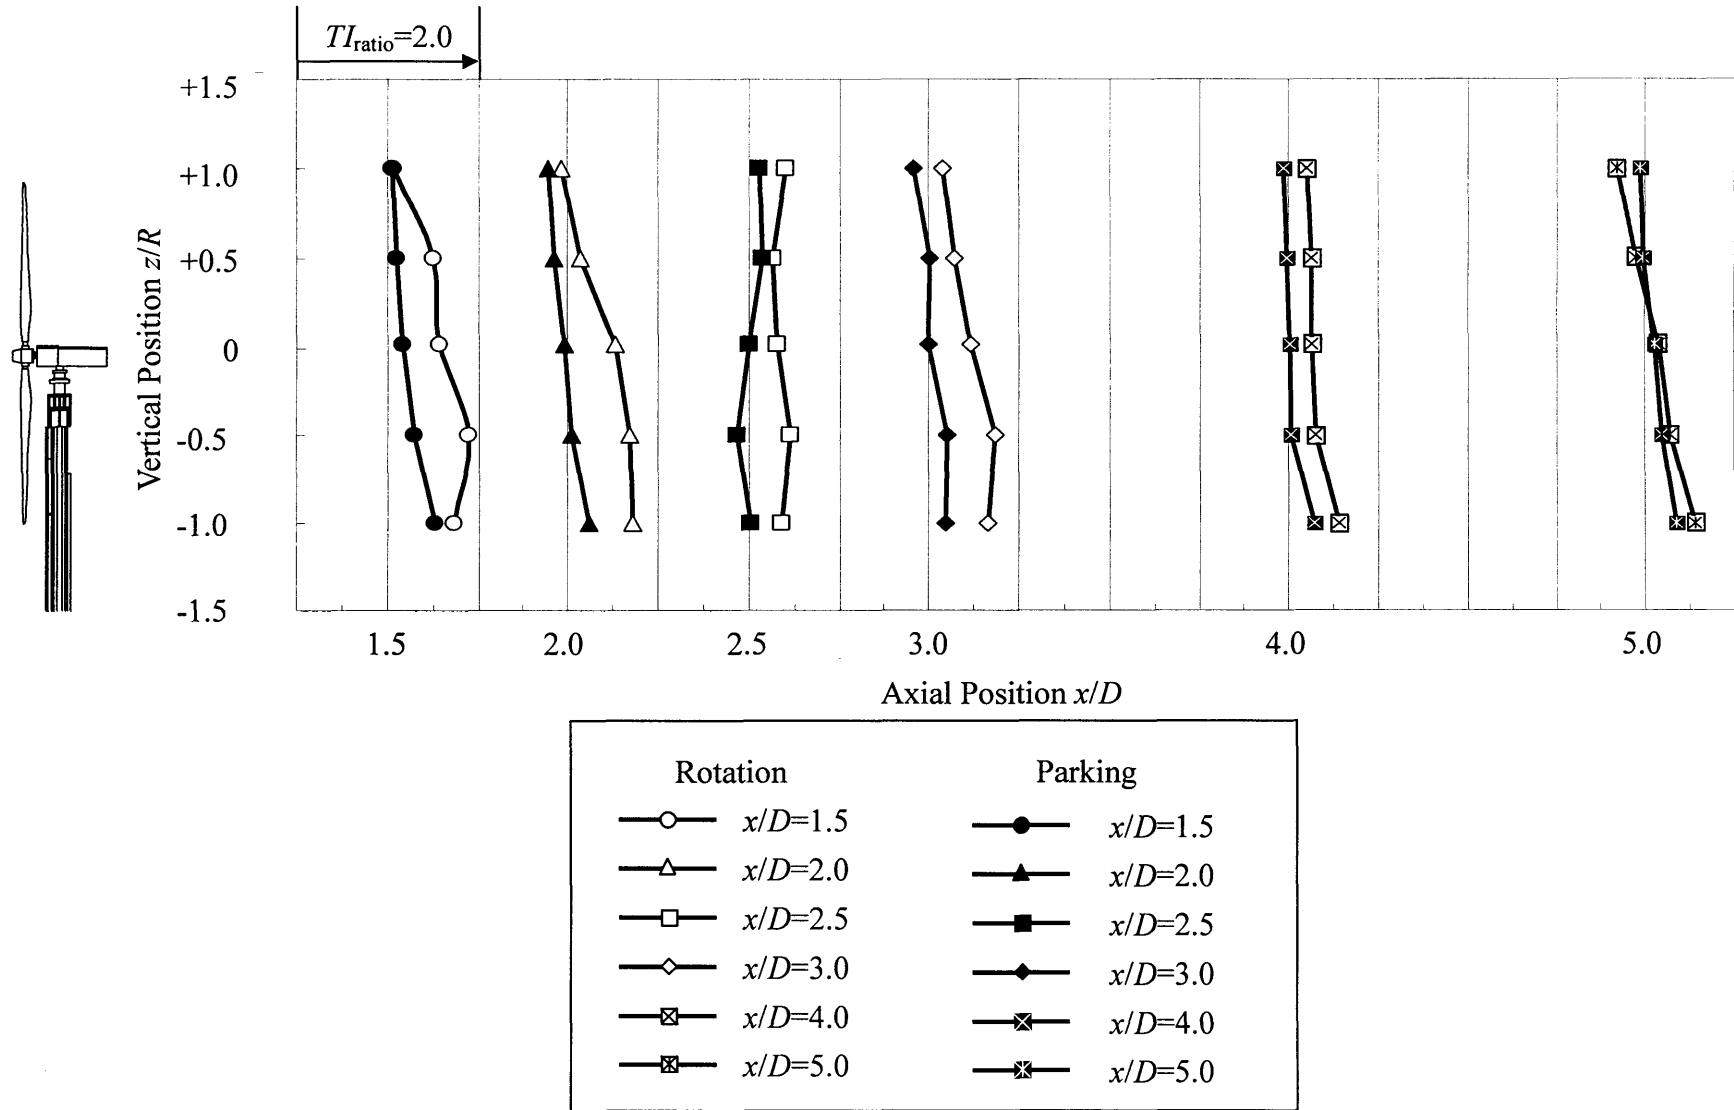 TIratio=2.0
+1.5
+1.0
+0.5
0
-0.5
-1.0
-1.5
Vertical Position z/R
1.5 2.0 2.5 3.0 4.0 5.0
Axial Position x/D
Rotation Parking
x/D=1.5 x/D=1.5
x/D=2.0 x/D=2.0
x/D=2.5 x/D=2.5
x/D=3.0 x/D=3.0
x/D=4.0 x/D=4.0
x/D=5.0 x/D=5.0